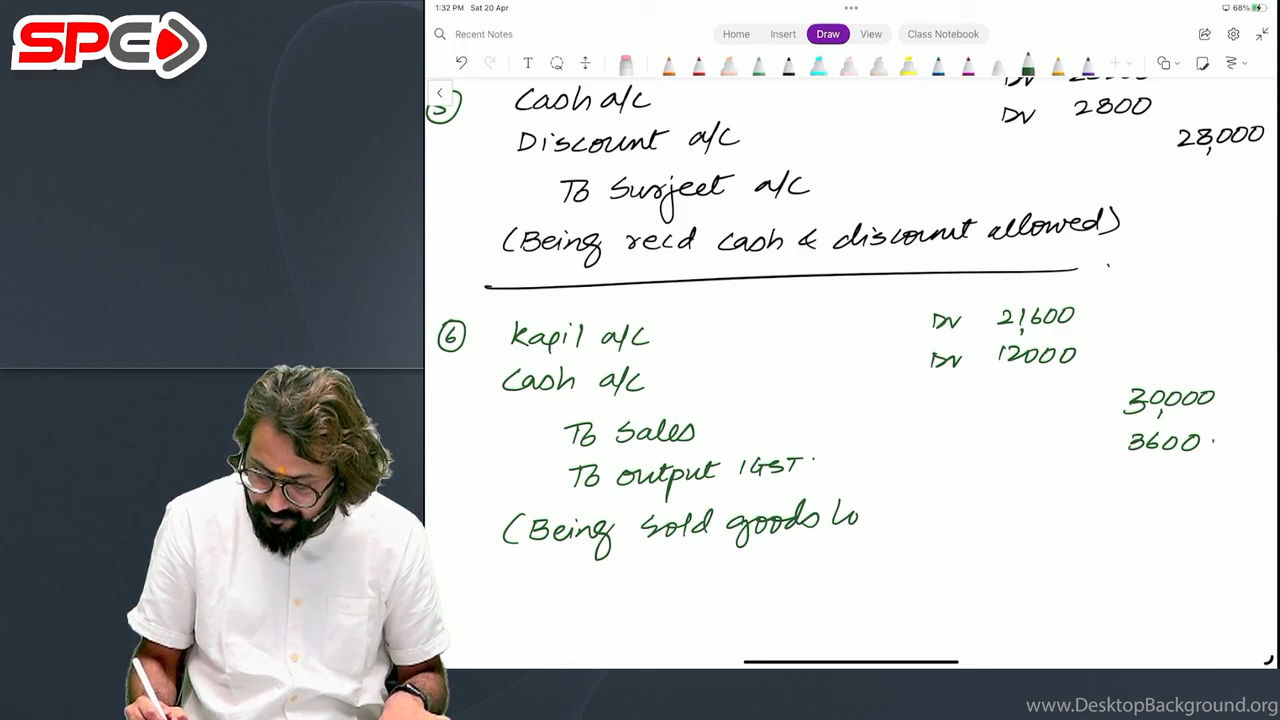 SPE
1:32 PM Sat 20 Apr
68%
Recent Notes
Home Insert Draw View Class Notebook
T
Cash a/c
Dr 2800
Discount a/c
28,000
To Surjeet a/c
(Being recd cash & discount allowed)
6 Kapil a/c Dr 21,600
Cash a/c Dr 12000
30,000
To Sales
3600
To output IGST
(Being sold goods to
www.DesktopBackground.org